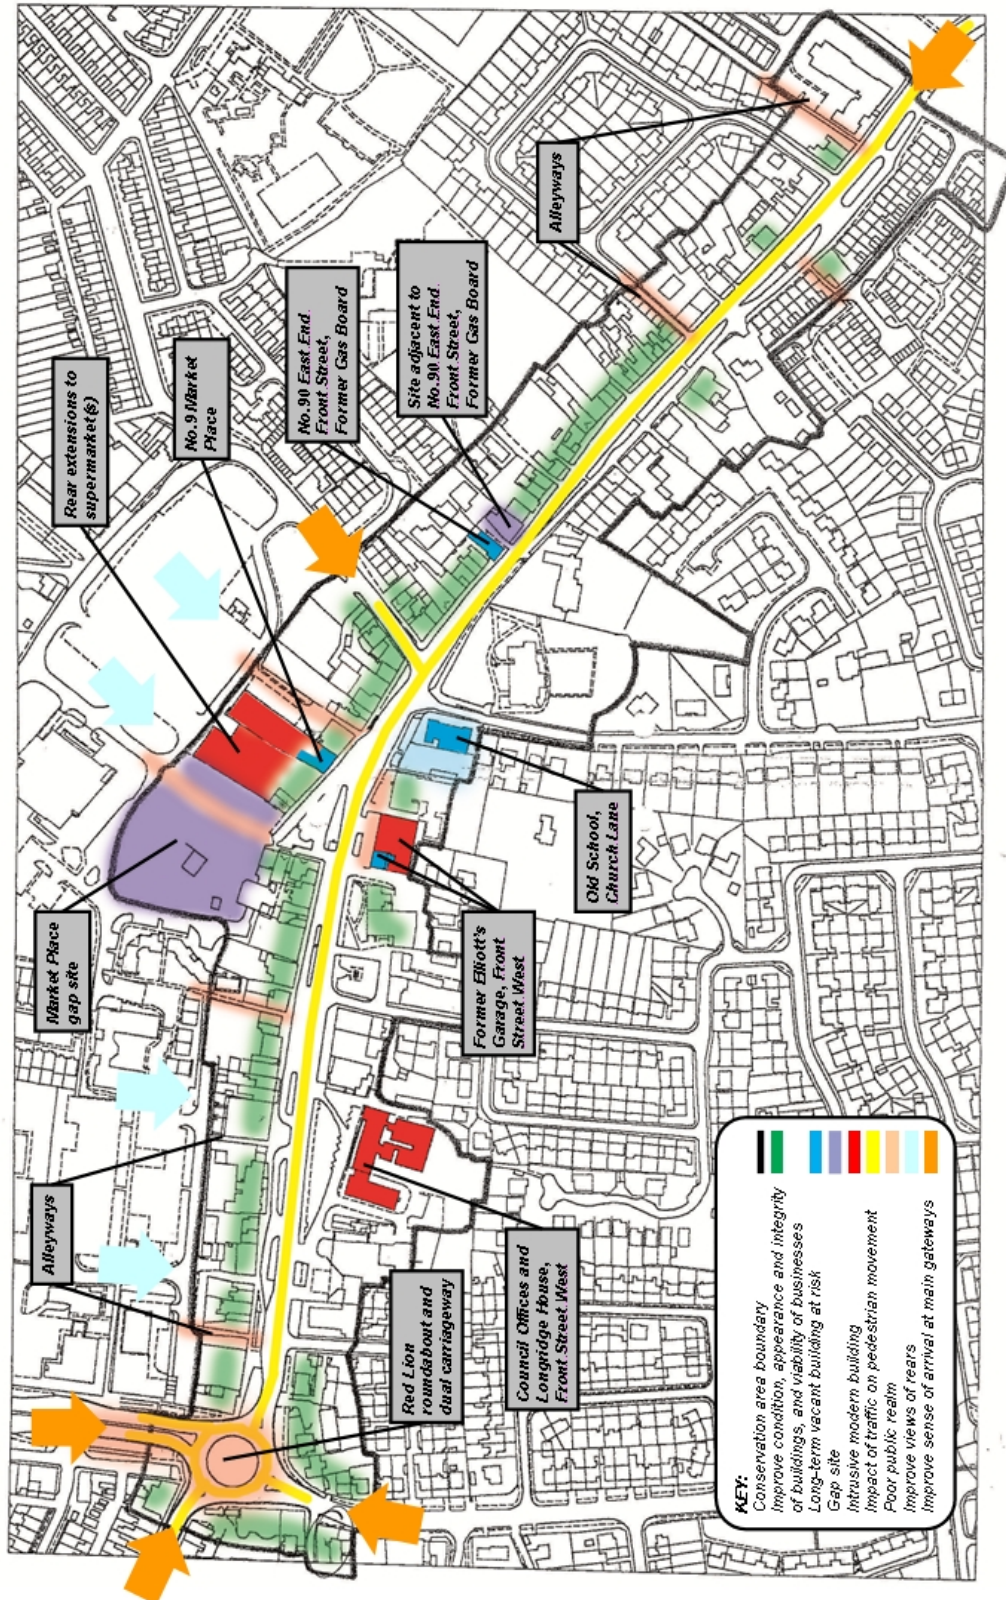 Rear extensions to
supermarket(s)
No.9 Market
Place
No.90 East End
Front Street,
Former Gas Board
Site adjacent to
No.90 East End
Front Street,
Former Gas Board
Alleyways
Market Place
gap site
Alleyways
Old School,
Church Lane
Former Elliott's
Garage, Front
Street West
Council Offices and
Longridge House,
Front Street West
Red Lion
roundabout and
dual carriageway
KEY:
Conservation area boundary
Improve condition, appearance and integrity
of buildings, and viability of businesses
Long-term vacant building at risk
Gap site
Intrusive modern building
Impact of traffic on pedestrian movement
Poor public realm
Improve views of rears
Improve sense of arrival at main gateways